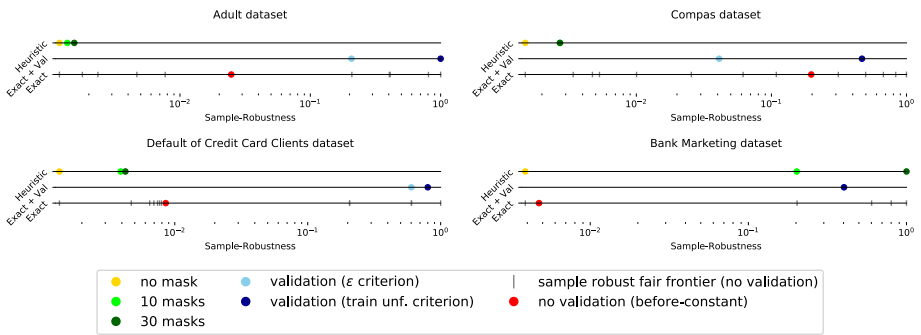 Adult dataset
Heuristic
Exact + Val
Exact
10⁻²
10⁻¹
10⁰
Sample-Robustness
Compas dataset
Heuristic
Exact + Val
Exact
10⁻²
10⁻¹
10⁰
Sample-Robustness
Default of Credit Card Clients dataset
Heuristic
Exact + Val
Exact
10⁻²
10⁻¹
10⁰
Sample-Robustness
Bank Marketing dataset
Heuristic
Exact + Val
Exact
10⁻²
10⁻¹
10⁰
Sample-Robustness
no mask
10 masks
30 masks
validation (ε criterion)
validation (train unf. criterion)
sample robust fair frontier (no validation)
no validation (before-constant)